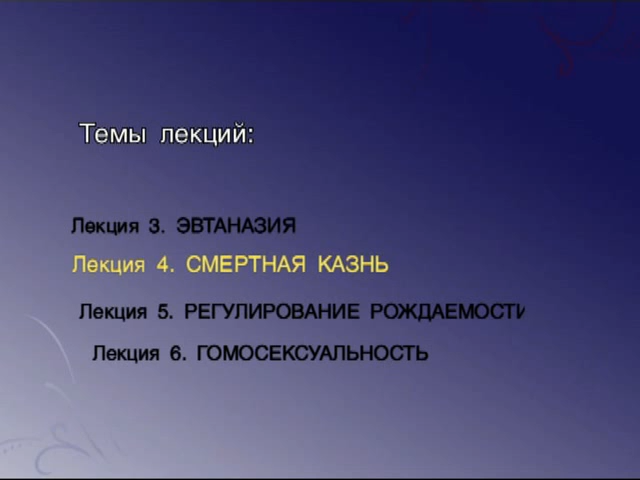 Темы лекций:
Лекция 3. ЭВТАНАЗИЯ
Лекция 4. СМЕРТНАЯ КАЗНЬ
Лекция 5. РЕГУЛИРОВАНИЕ РОЖДАЕМОСТИ
Лекция 6. ГОМОСЕКСУАЛЬНОСТЬ